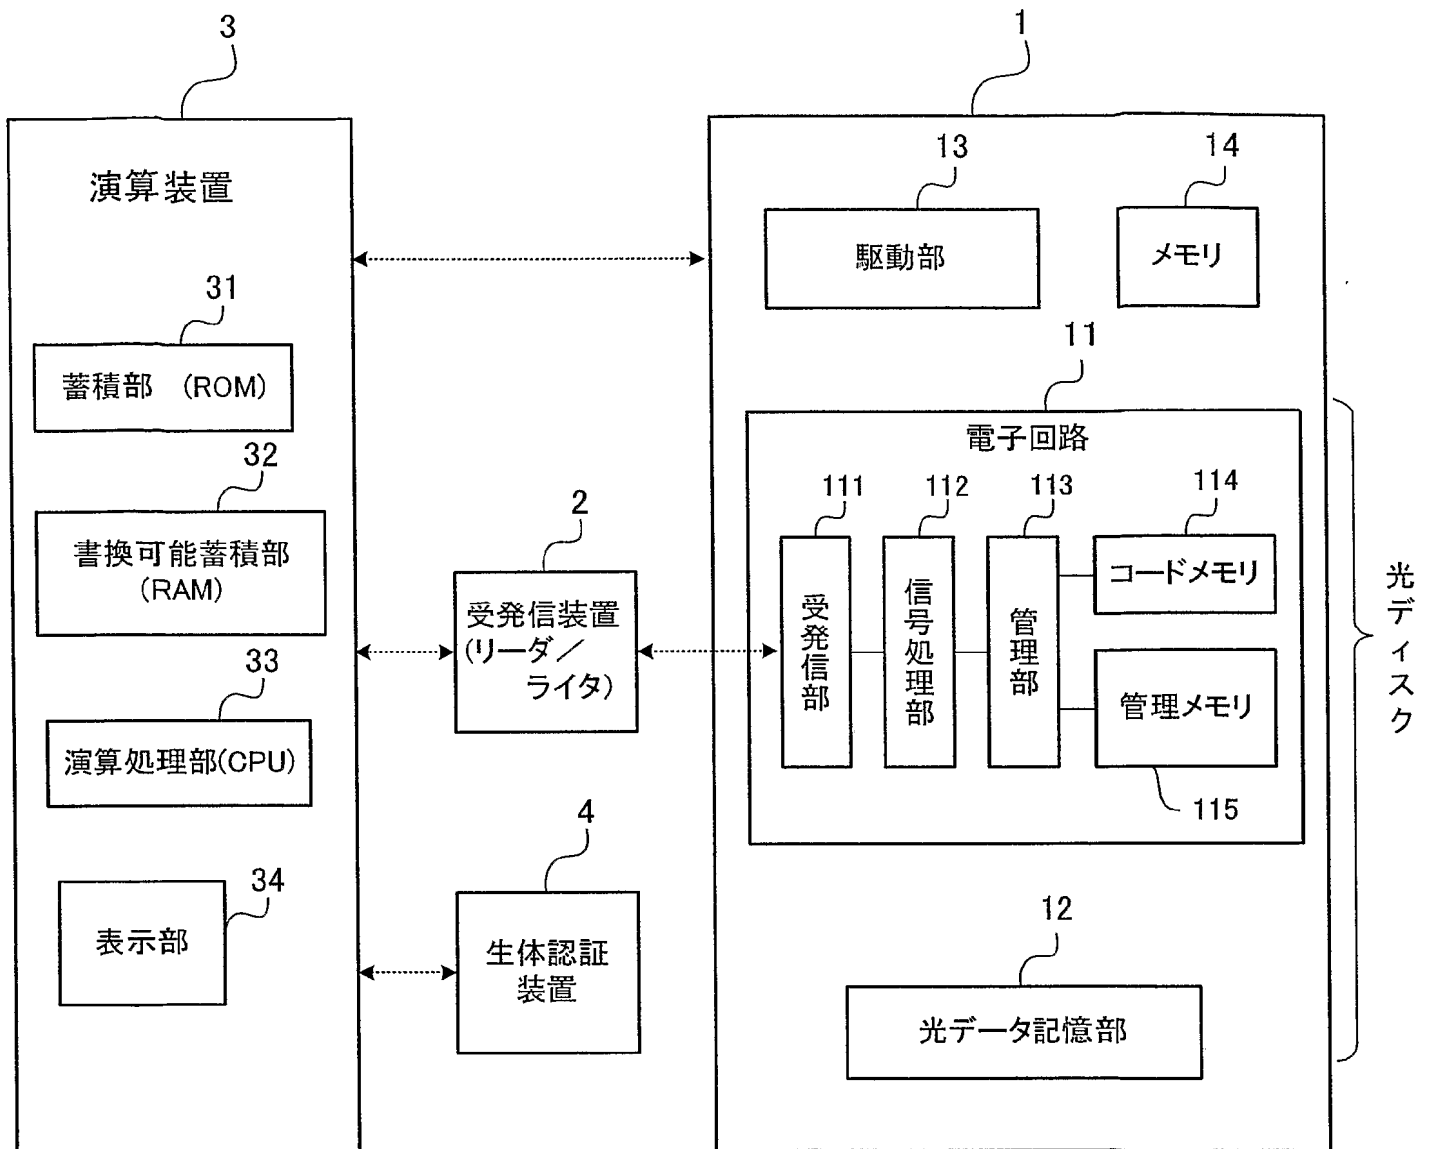 3
演算装置
31
蓄積部 (ROM)
32
書換可能蓄積部
(RAM)
33
演算処理部(CPU)
34
表示部
2
受発信装置
(リーダ／
ライタ)
4
生体認証
装置
1
13
駆動部
14
メモリ
11
電子回路
111
受発信部
112
信号処理部
113
管理部
114
コードメモリ
管理メモリ
115
12
光データ記憶部
光ディスク